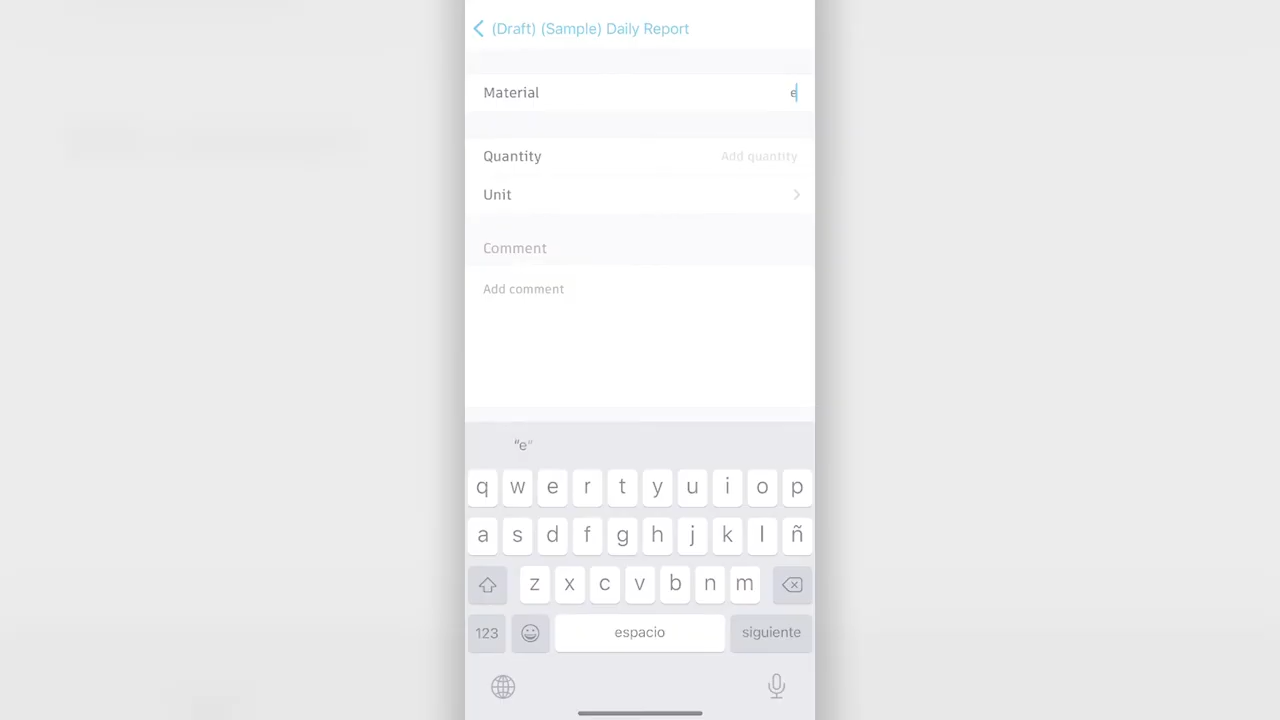 (Draft) (Sample) Daily Report
Material e
Quantity Add quantity
Unit
Comment
Add comment
“e”
q w e r t y u i o p
a s d f g h j k l ñ
z x c v b n m
123 espacio siguiente